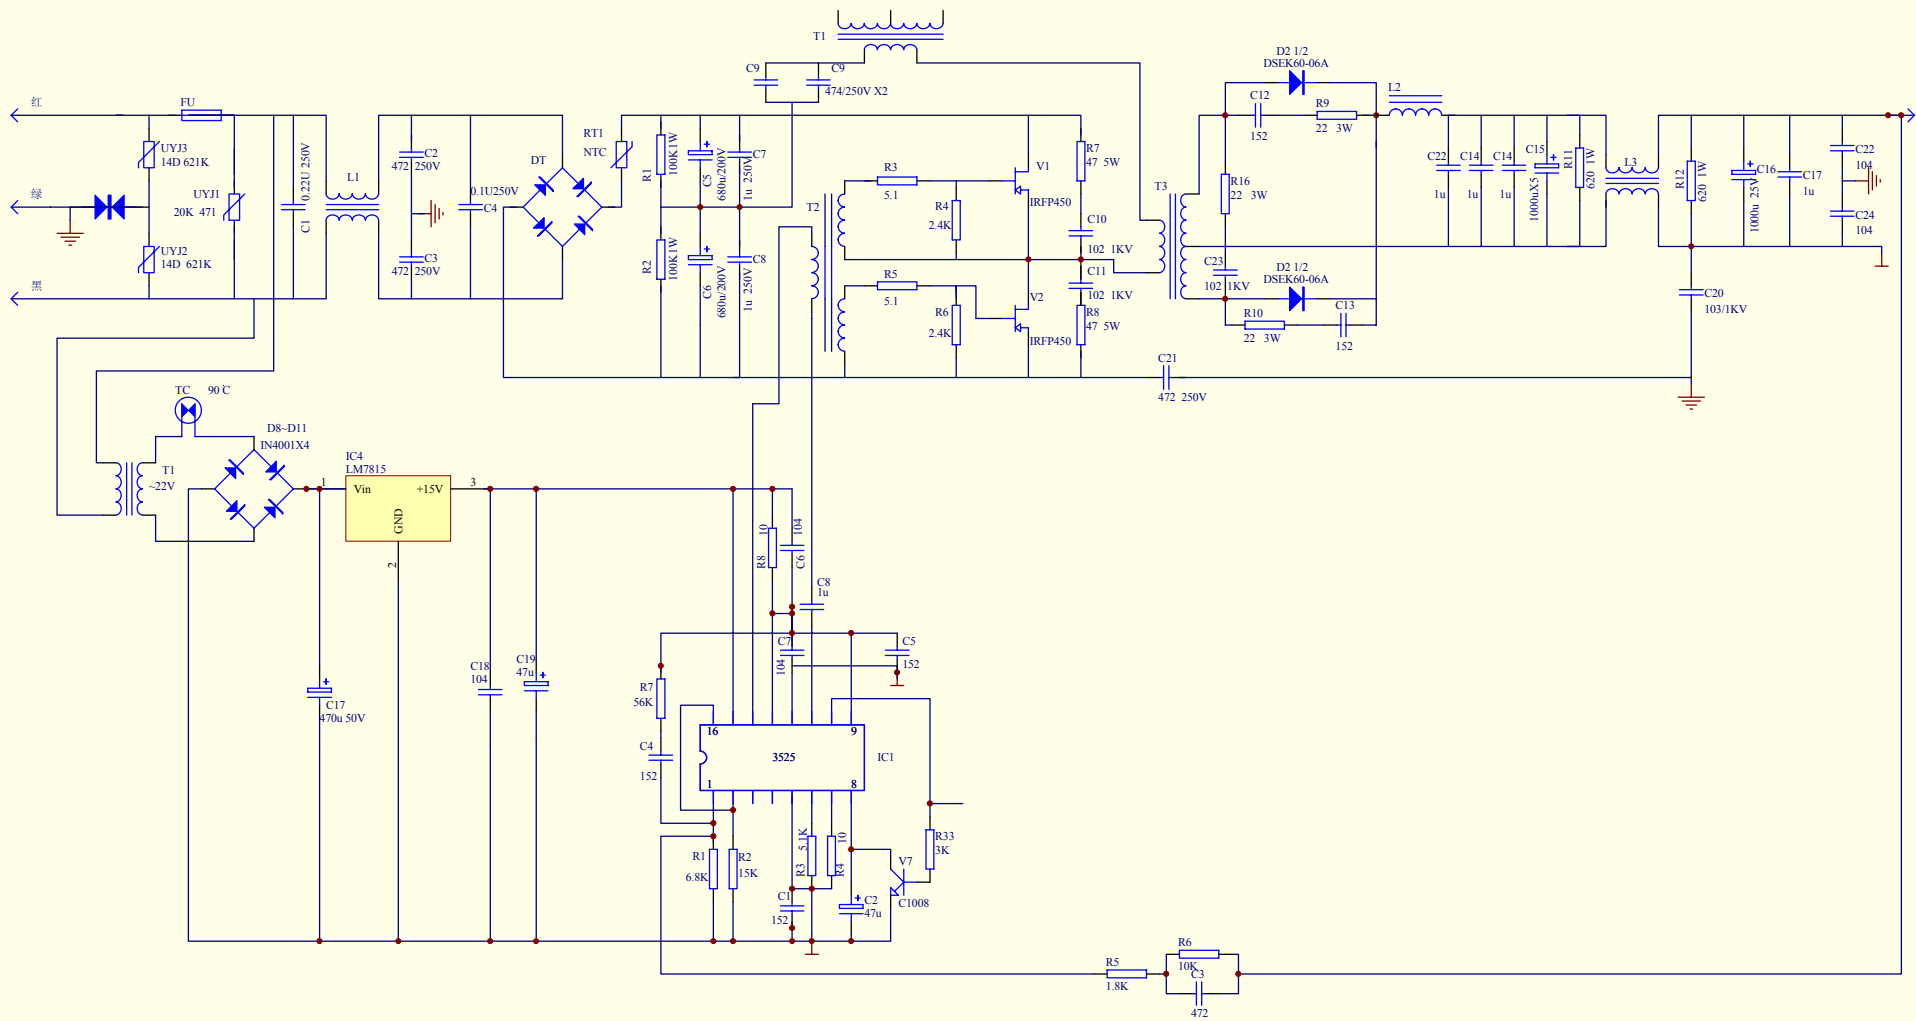 T1
C9
C9
474/250V X2
D2 1/2
DSEK60-06A
L2
红
FU
UYJ3
14D 621K
C1 0.22U 250V
C2
472 250V
DT
RT1
NTC
R1
100K1W
C5
680u/200V
C7
1u 250V
V1
IRFP450
R7
47 5W
C12
152
R9
22 3W
C22
1u
C14
1u
C14
1u
C15
1000uX5
R11
620 1W
L3
R12
620 1W
C16
1000u 25V
C17
1u
C22
104
绿
UYJ1
20K 471
L1
0.1U250V
C4
T2
R3
5.1
R4
2.4K
T3
R16
22 3W
C10
102 1KV
C24
104
UYJ2
14D 621K
C3
472 250V
R2
100K1W
C6
680u/200V
C8
1u 250V
R5
5.1
V2
IRFP450
C11
102 1KV
C23
102 1KV
D2 1/2
DSEK60-06A
C20
103/1KV
黑
R6
2.4K
R8
47 5W
R10
22 3W
C13
152
C21
472 250V
TC 90℃
D8~D11
IN4001X4
T1
~22V
IC4
LM7815
1
Vin
+15V
3
GND
2
R8 10
C6 104
C8
1u
C17
470u 50V
C18
104
C19
47u
C7
104
C5
152
R7
56K
C4
152
16
9
3525
IC1
1
8
R1
6.8K
R2
15K
R3 5.1K
R4 10
R33
3K
V7
C1008
C1
152
C2
47u
R5
1.8K
R6
10K
C3
472